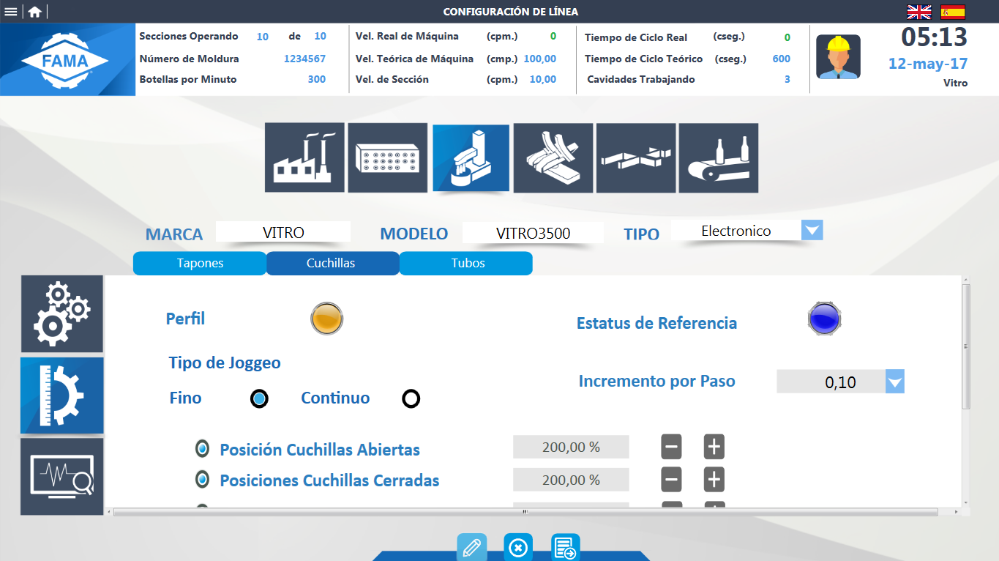 CONFIGURACIÓN DE LÍNEA
FAMA
Secciones Operando 10 de 10
Número de Moldura 1234567
Botellas por Minuto 300
Vel. Real de Máquina (cpm.) 0
Vel. Teórica de Máquina (cmp.) 100,00
Vel. de Sección (cpm.) 10,00
Tiempo de Ciclo Real (cseg.) 0
Tiempo de Ciclo Teórico (cseg.) 600
Cavidades Trabajando 3
05:13
12-may-17
Vitro
MARCA VITRO MODELO VITRO3500 TIPO Electronico
Tapones Cuchillas Tubos
Perfil
Estatus de Referencia
Tipo de Joggeo
Incremento por Paso 0,10
Fino Continuo
Posición Cuchillas Abiertas 200,00 %
Posiciones Cuchillas Cerradas 200,00 %